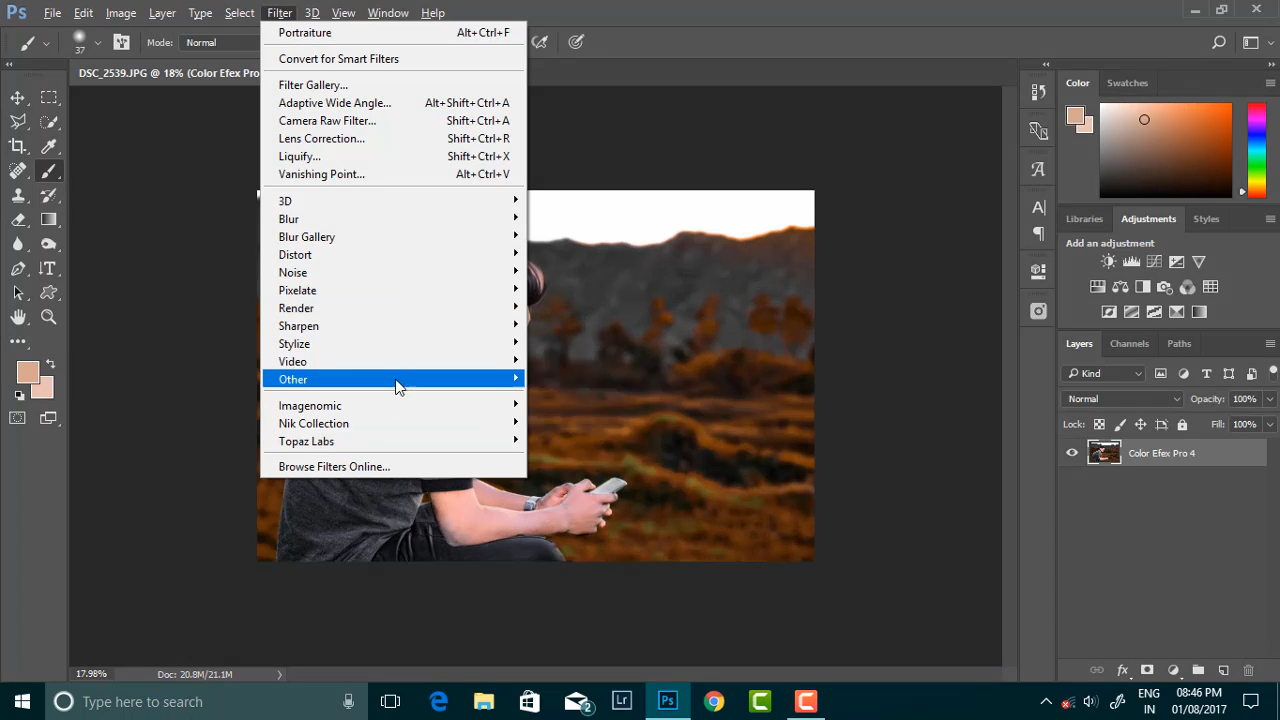 Ps File Edit Image Layer Type Select Filter 3D View Window Help
37 Mode: Normal
DSC_2539.JPG @ 18% (Color Efex Pro
Portraiture Alt+Ctrl+F
Convert for Smart Filters
Filter Gallery...
Adaptive Wide Angle... Alt+Shift+Ctrl+A
Camera Raw Filter... Shift+Ctrl+A
Lens Correction... Shift+Ctrl+R
Liquify... Shift+Ctrl+X
Vanishing Point... Alt+Ctrl+V
3D
Blur
Blur Gallery
Distort
Noise
Pixelate
Render
Sharpen
Stylize
Video
Other
Imagenomic
Nik Collection
Topaz Labs
Browse Filters Online...
Color Swatches
Libraries Adjustments Styles
Add an adjustment
Layers Channels Paths
Kind
Normal Opacity: 100%
Lock: Fill: 100%
Color Efex Pro 4
17.98% Doc: 20.8M/21.1M
Type here to search
2
Lr
Ps
C
C
ENG
IN
08:46 PM
01/08/2017